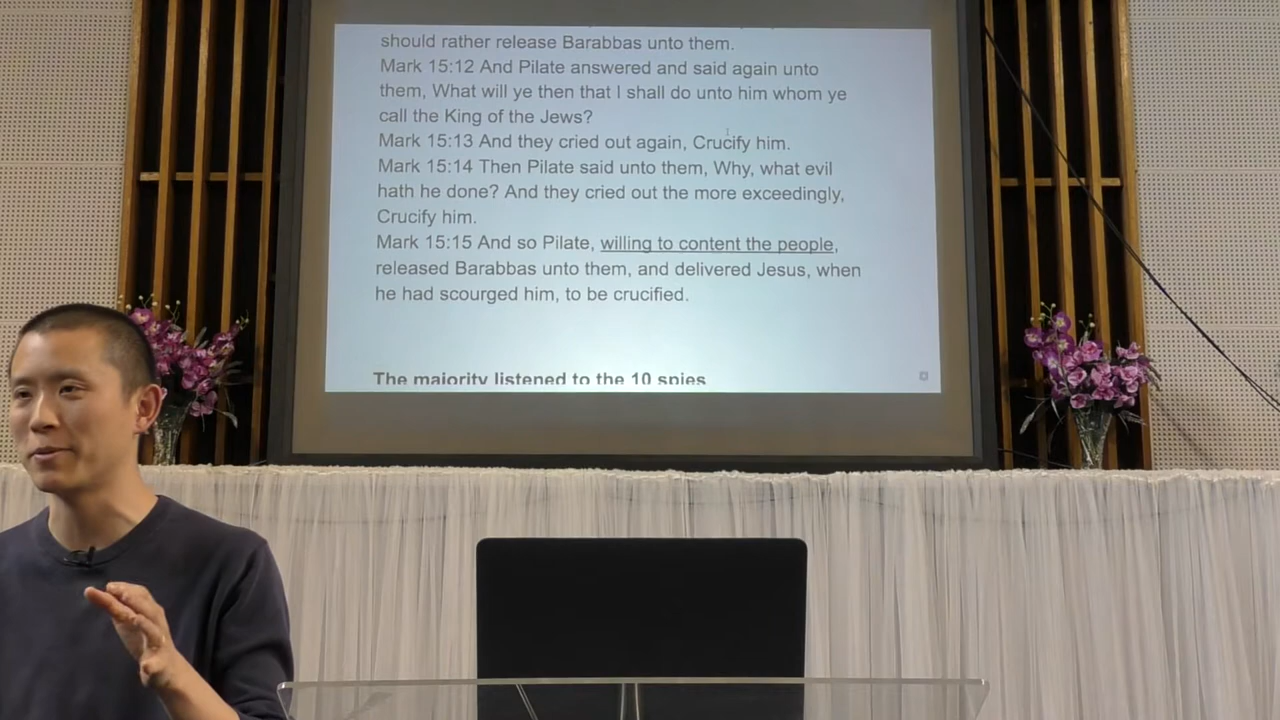 should rather release Barabbas unto them.
Mark 15:12 And Pilate answered and said again unto
them, What will ye then that I shall do unto him whom ye
call the King of the Jews?
Mark 15:13 And they cried out again, Crucify him.
Mark 15:14 Then Pilate said unto them, Why, what evil
hath he done? And they cried out the more exceedingly,
Crucify him.
Mark 15:15 And so Pilate, willing to content the people,
released Barabbas unto them, and delivered Jesus, when
he had scourged him, to be crucified.
The majority listened to the 10 spies